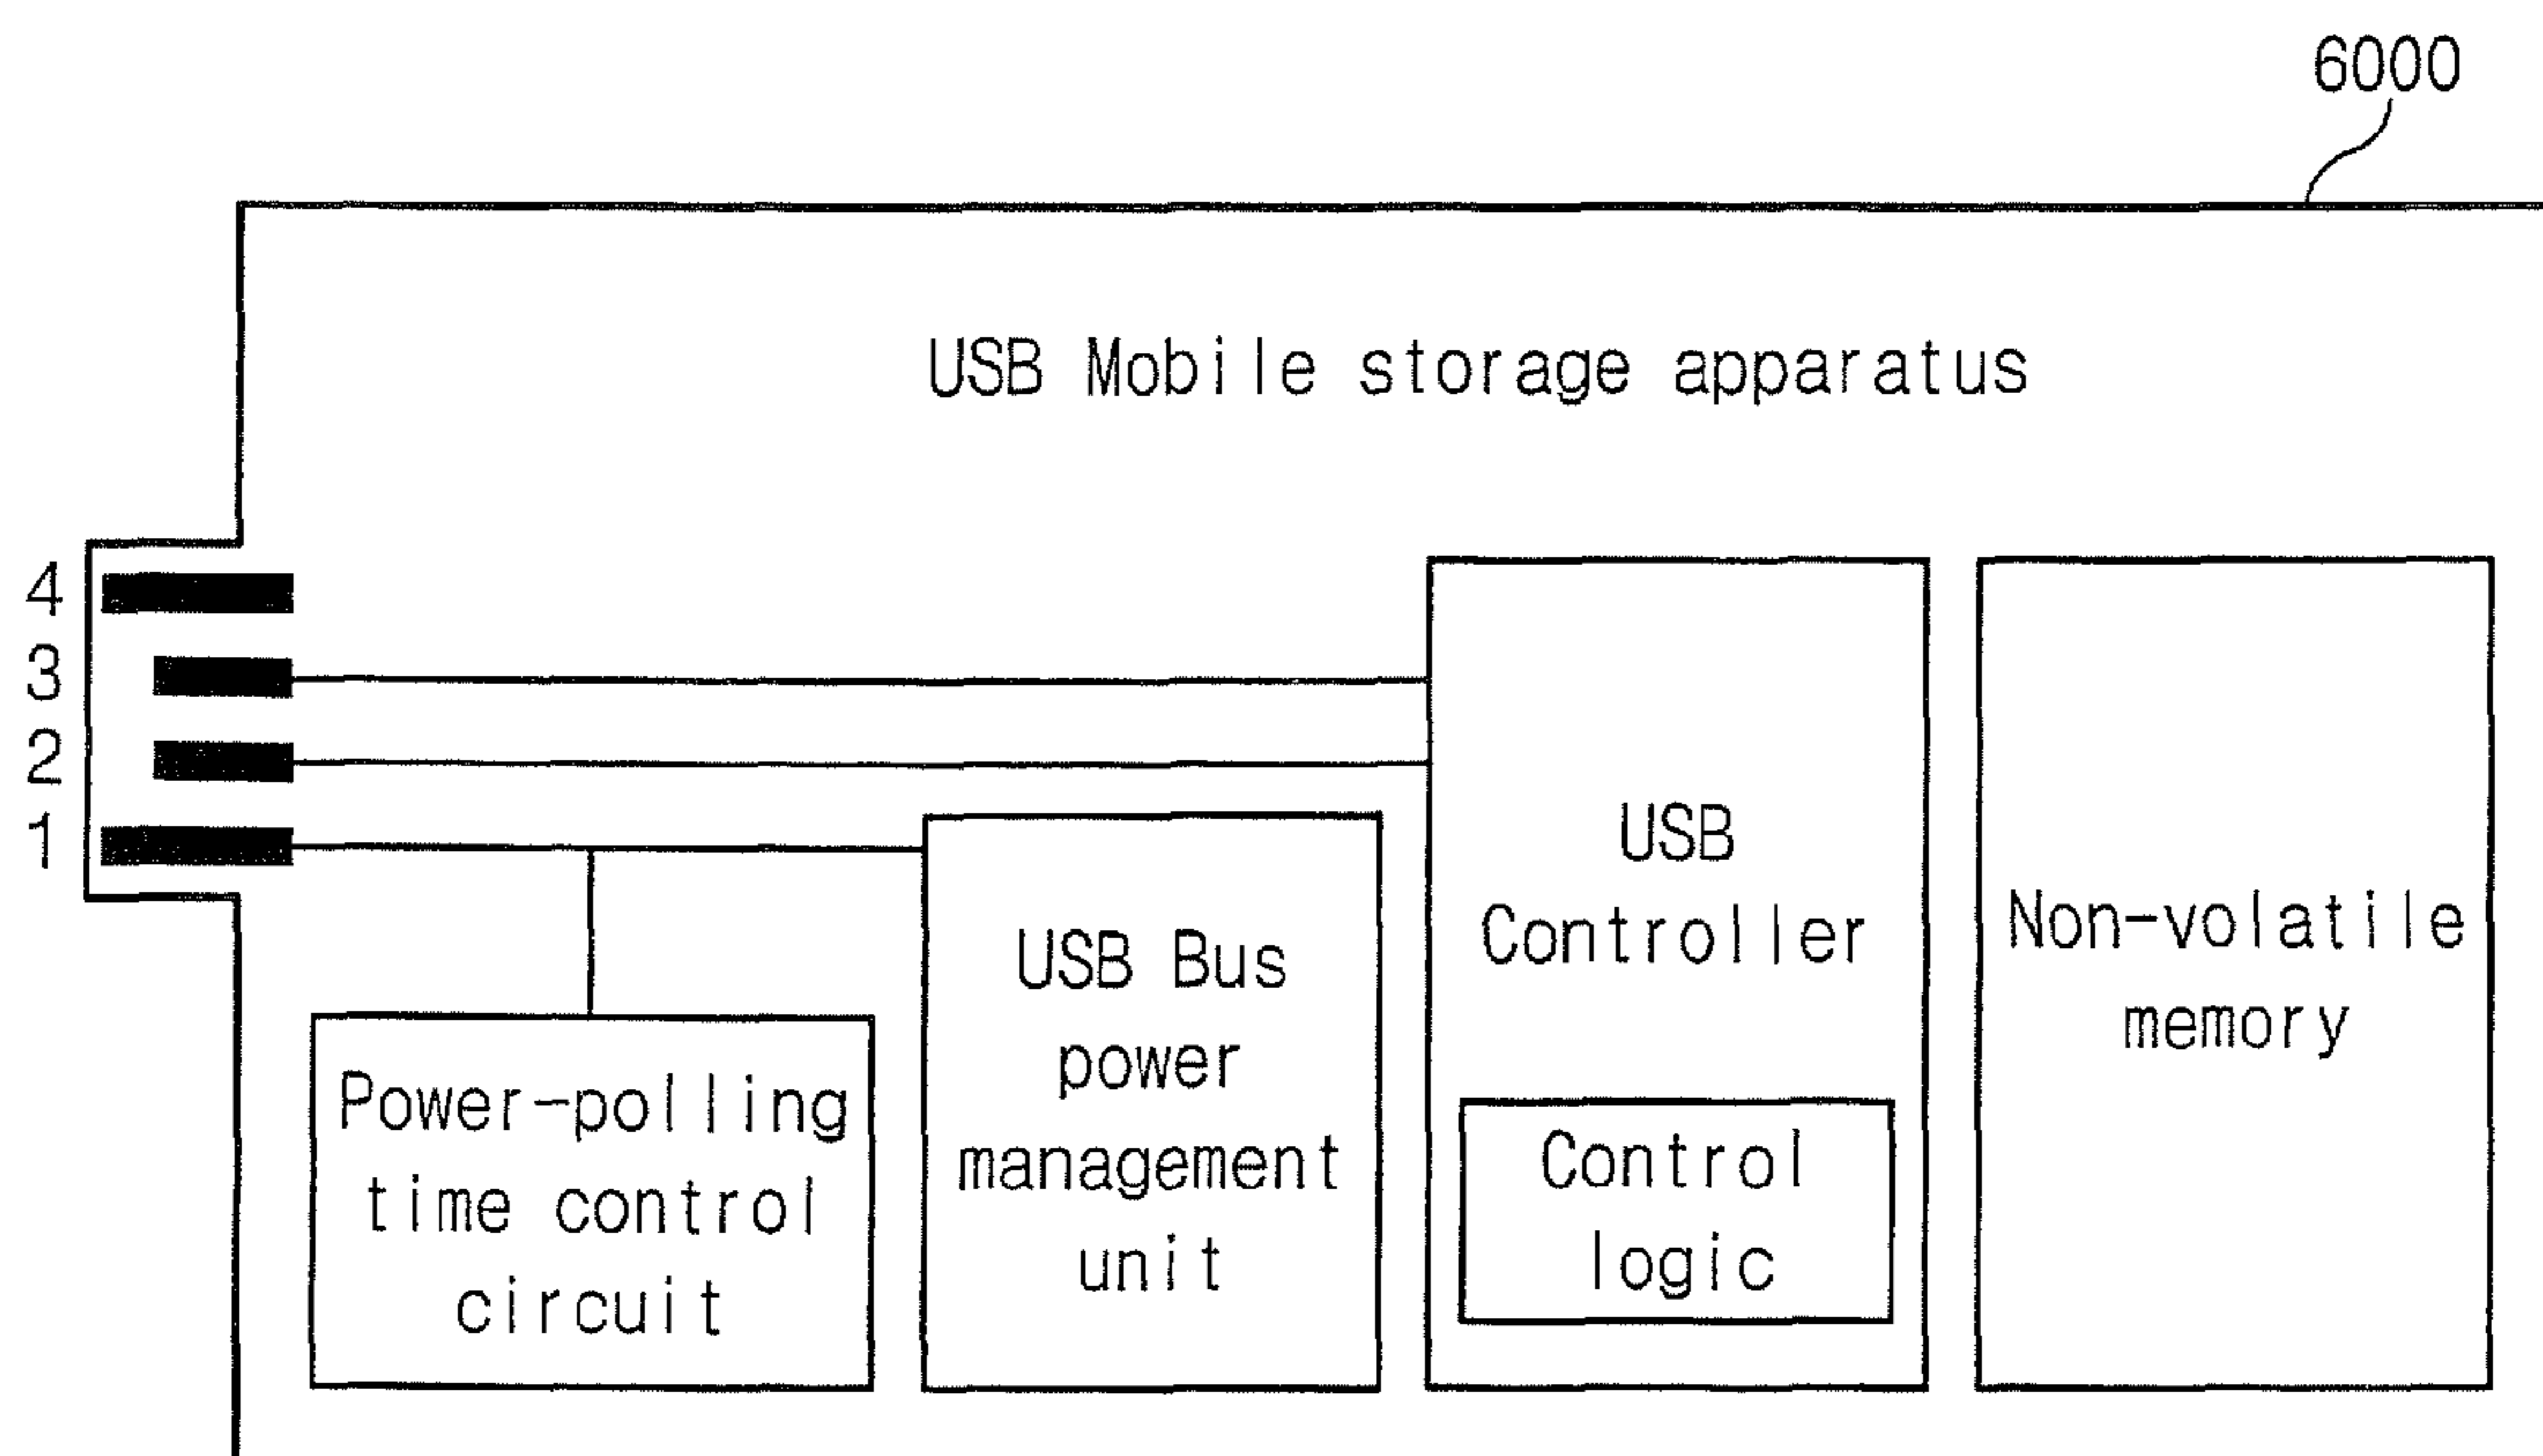 6000
USB Mobile storage apparatus
4
3
2
1
Power-polling
time control
circuit
USB Bus
power
management
unit
USB
Controller
Control
logic
Non-volatile
memory